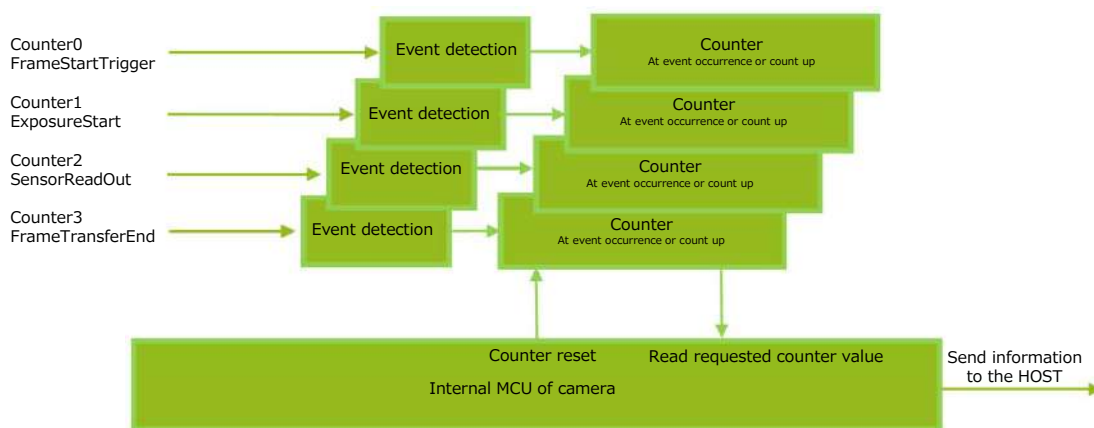 Counter0
FrameStartTrigger
Event detection
Counter
At event occurrence or count up
Counter1
ExposureStart
Event detection
Counter
At event occurrence or count up
Counter2
SensorReadOut
Event detection
Counter
At event occurrence or count up
Counter3
FrameTransferEnd
Event detection
Counter
At event occurrence or count up
Counter reset
Read requested counter value
Internal MCU of camera
Send information
to the HOST